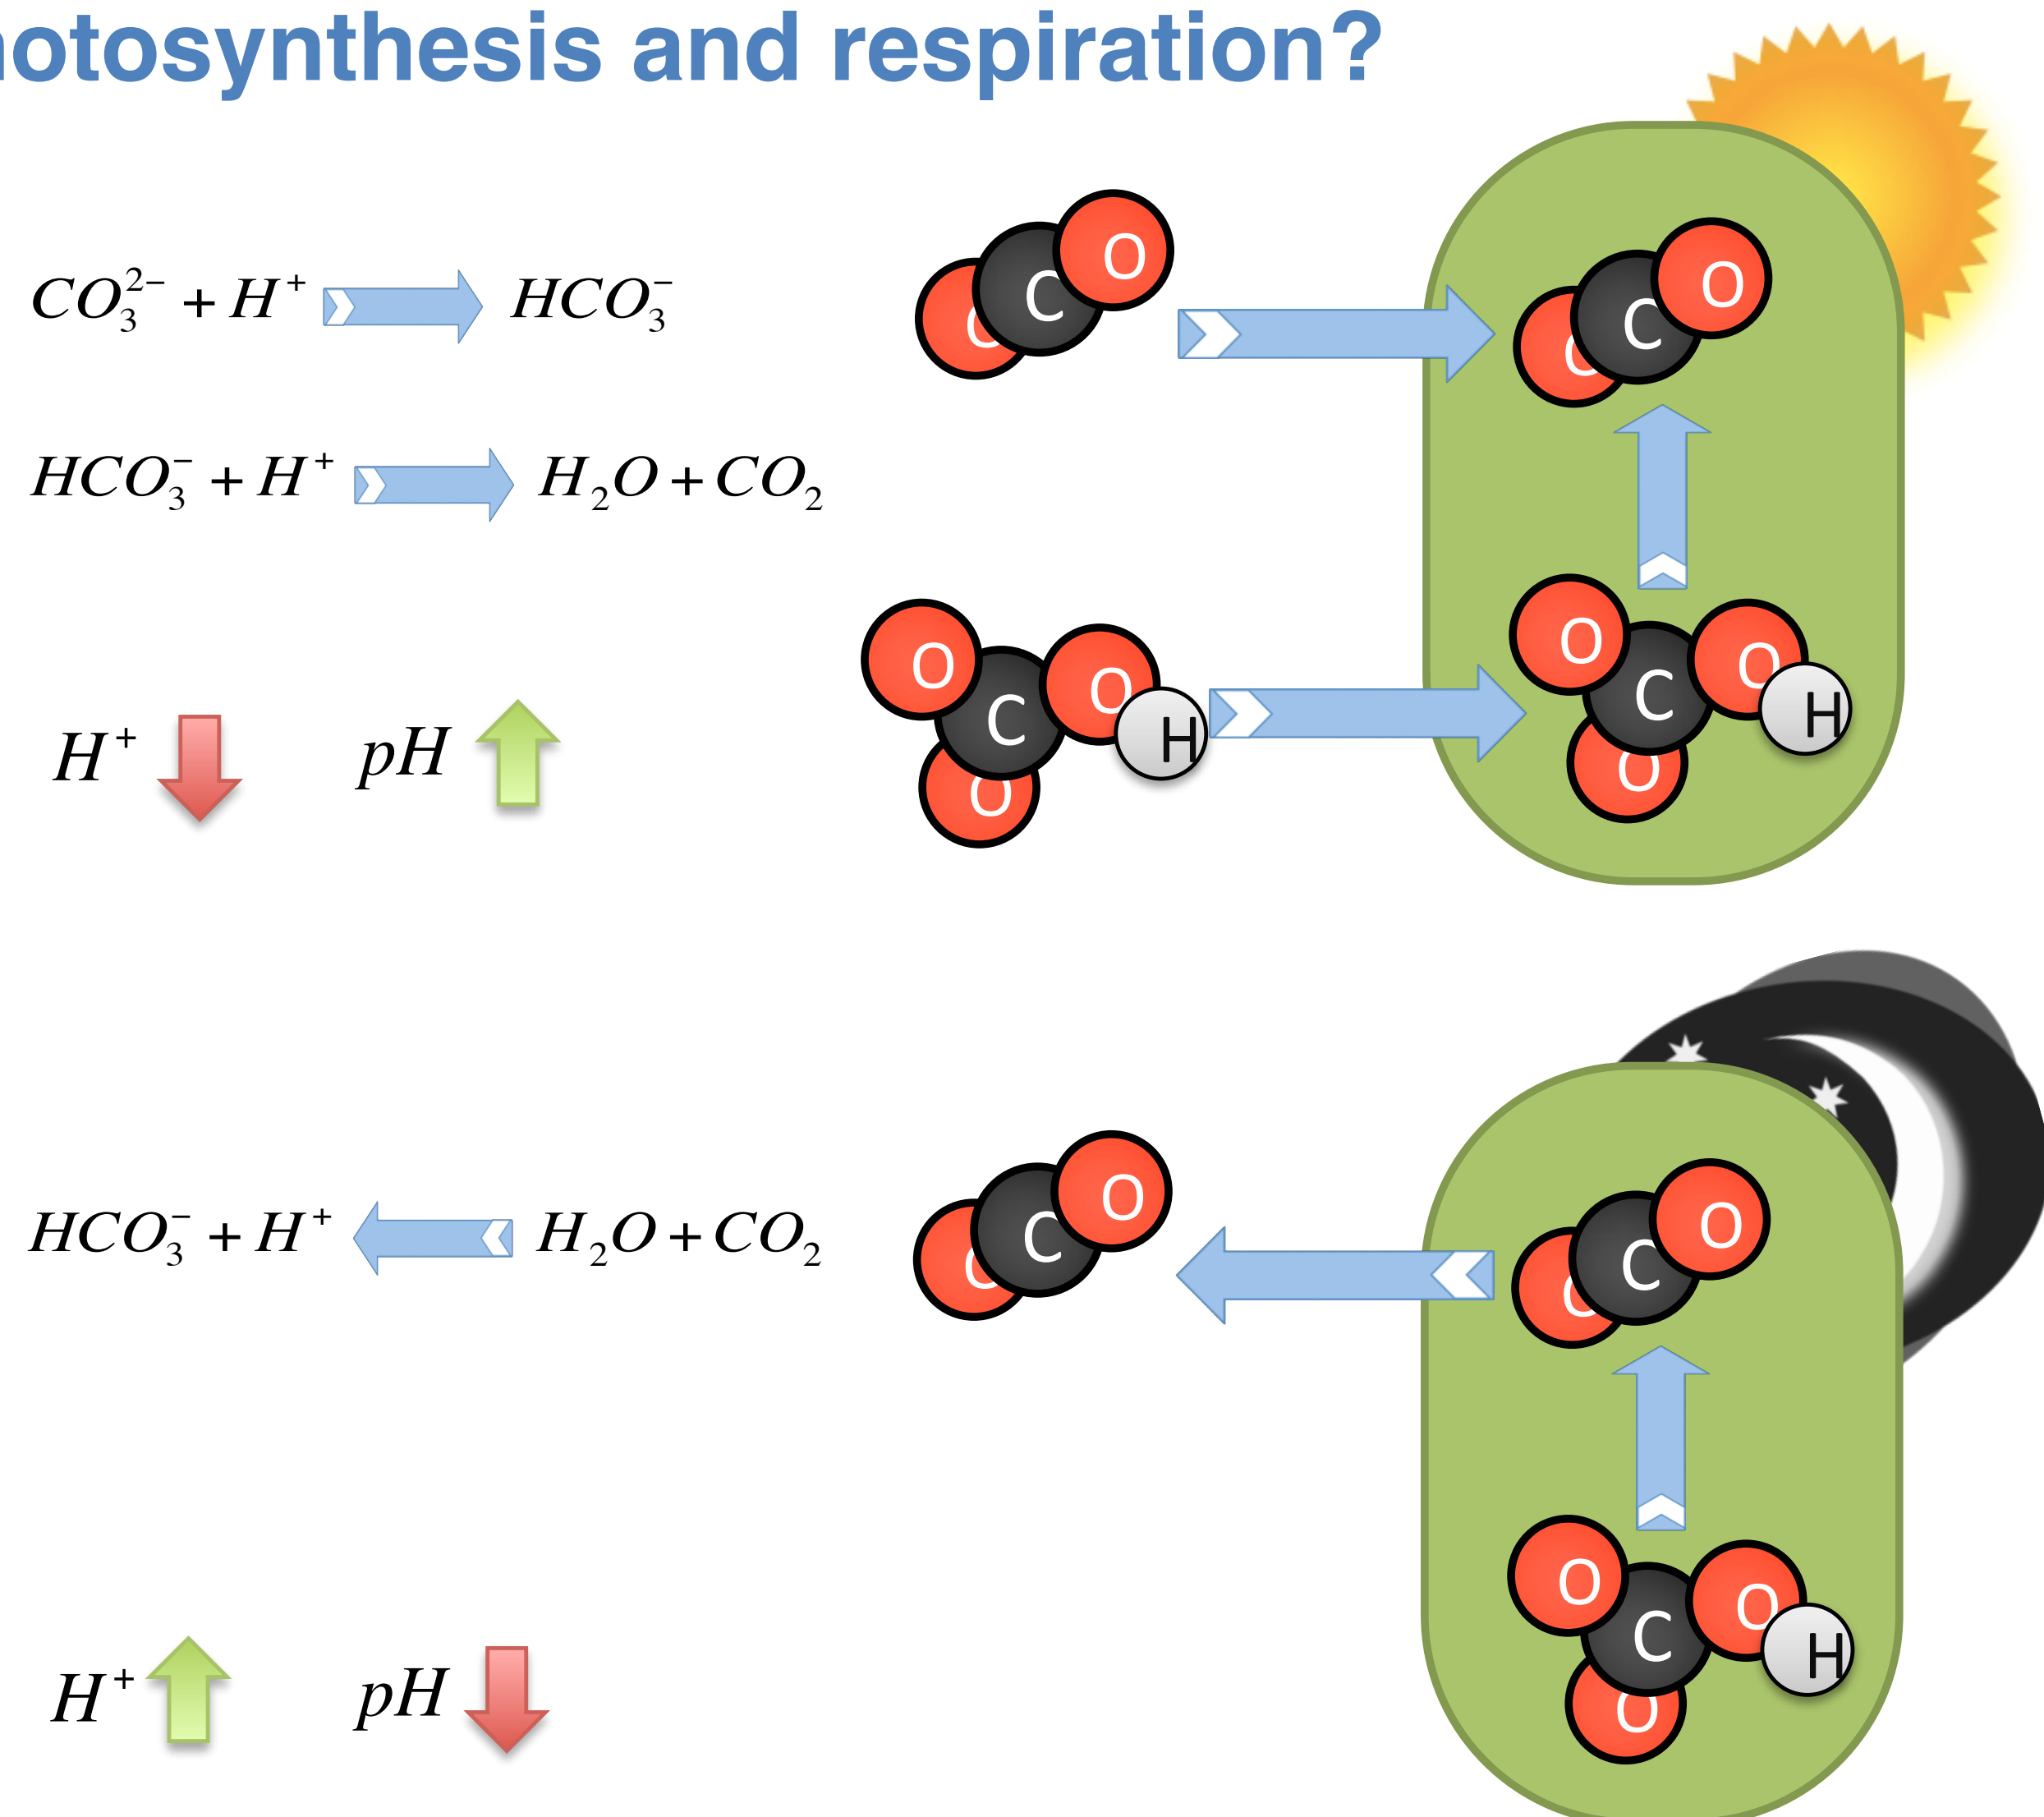 otosynthesis and respiration?
CO₃²⁻ + H⁺ HCO₃⁻
HCO₃⁻ + H⁺ H₂O + CO₂
H⁺ pH
HCO₃⁻ + H⁺ H₂O + CO₂
H⁺ pH
O C O
O C O
O C O H O
O C O H O
O C O
O C O
O C O H O